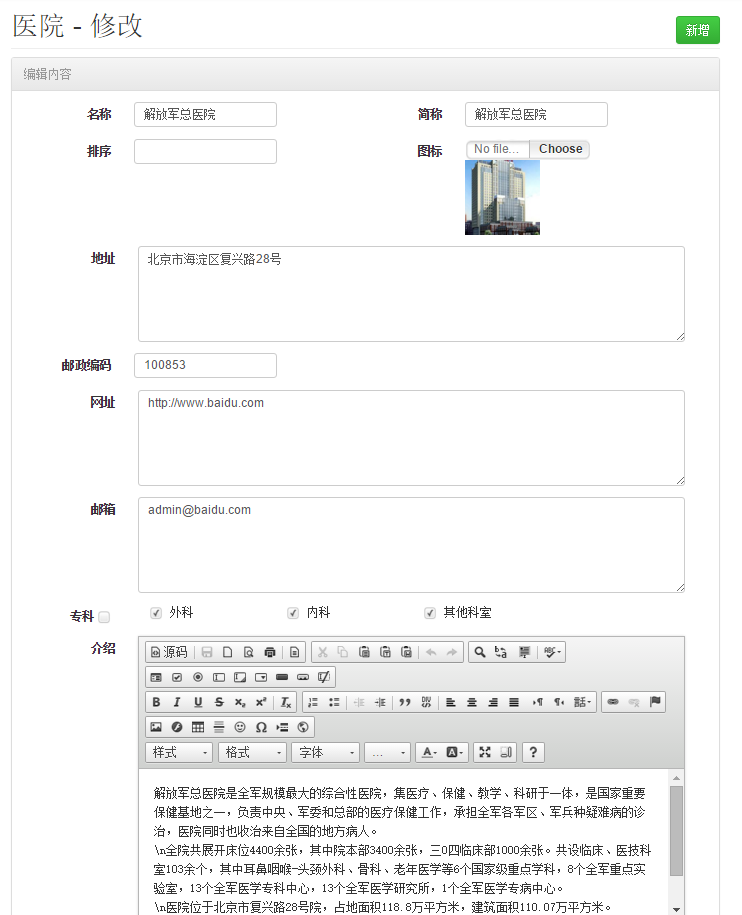 医院 - 修改
新增
编辑内容
名称 解放军总医院 简称 解放军总医院
排序 图标 No file... Choose
地址 北京市海淀区复兴路28号
邮政编码 100853
网址 http://www.baidu.com
邮箱 admin@baidu.com
专科 外科 内科 其他科室
介绍 源码
ABC
B I U S x₂ x² Tx
DIV 話
Ω
样式 格式 字体 ... A A ?
解放军总医院是全军规模最大的综合性医院，集医疗、保健、教学、科研于一体，是国家重要
保健基地之一，负责中央、军委和总部的医疗保健工作，承担全军各军区、军兵种疑难病的诊
治，医院同时也收治来自全国的地方病人。
\n全院共展开床位4400余张，其中院本部3400余张，三0四临床部1000余张。共设临床、医技科
室103余个，其中耳鼻咽喉-头颈外科、骨科、老年医学等6个国家级重点学科，8个全军重点实
验室，13个全军医学专科中心，13个全军医学研究所，1个全军医学专病中心。
\n医院位于北京市复兴路28号院，占地面积118.8万平方米，建筑面积110.07万平方米。